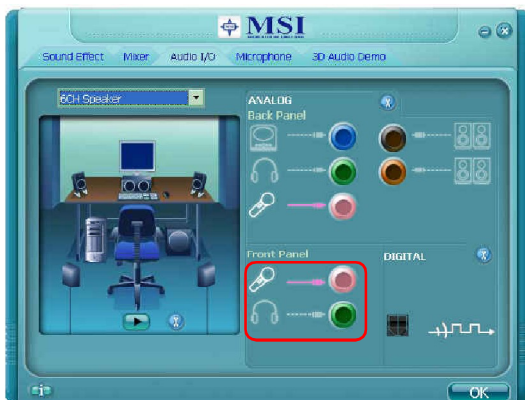 MSI
Sound Effect Mixer Audio I/O Microphone 3D Audio Demo
6CH Speaker
ANALOG
Back Panel
Front Panel
DIGITAL
OK